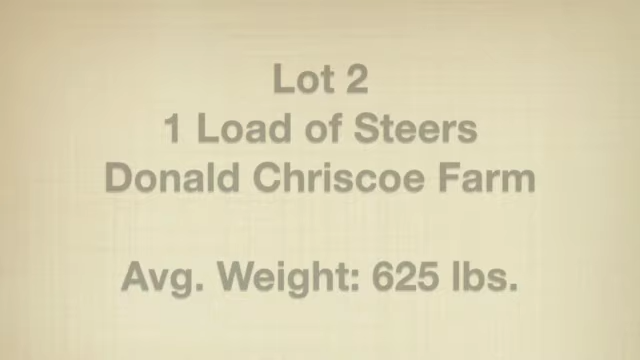 Lot 2
1 Load of Steers
Donald Chriscoe Farm
Avg. Weight: 625 lbs.